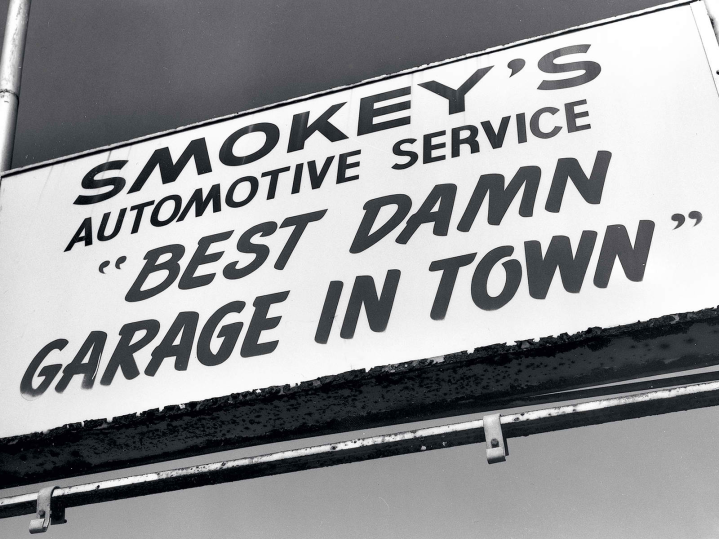 SMOKEY'S
AUTOMOTIVE SERVICE
“BEST DAMN
GARAGE IN TOWN”